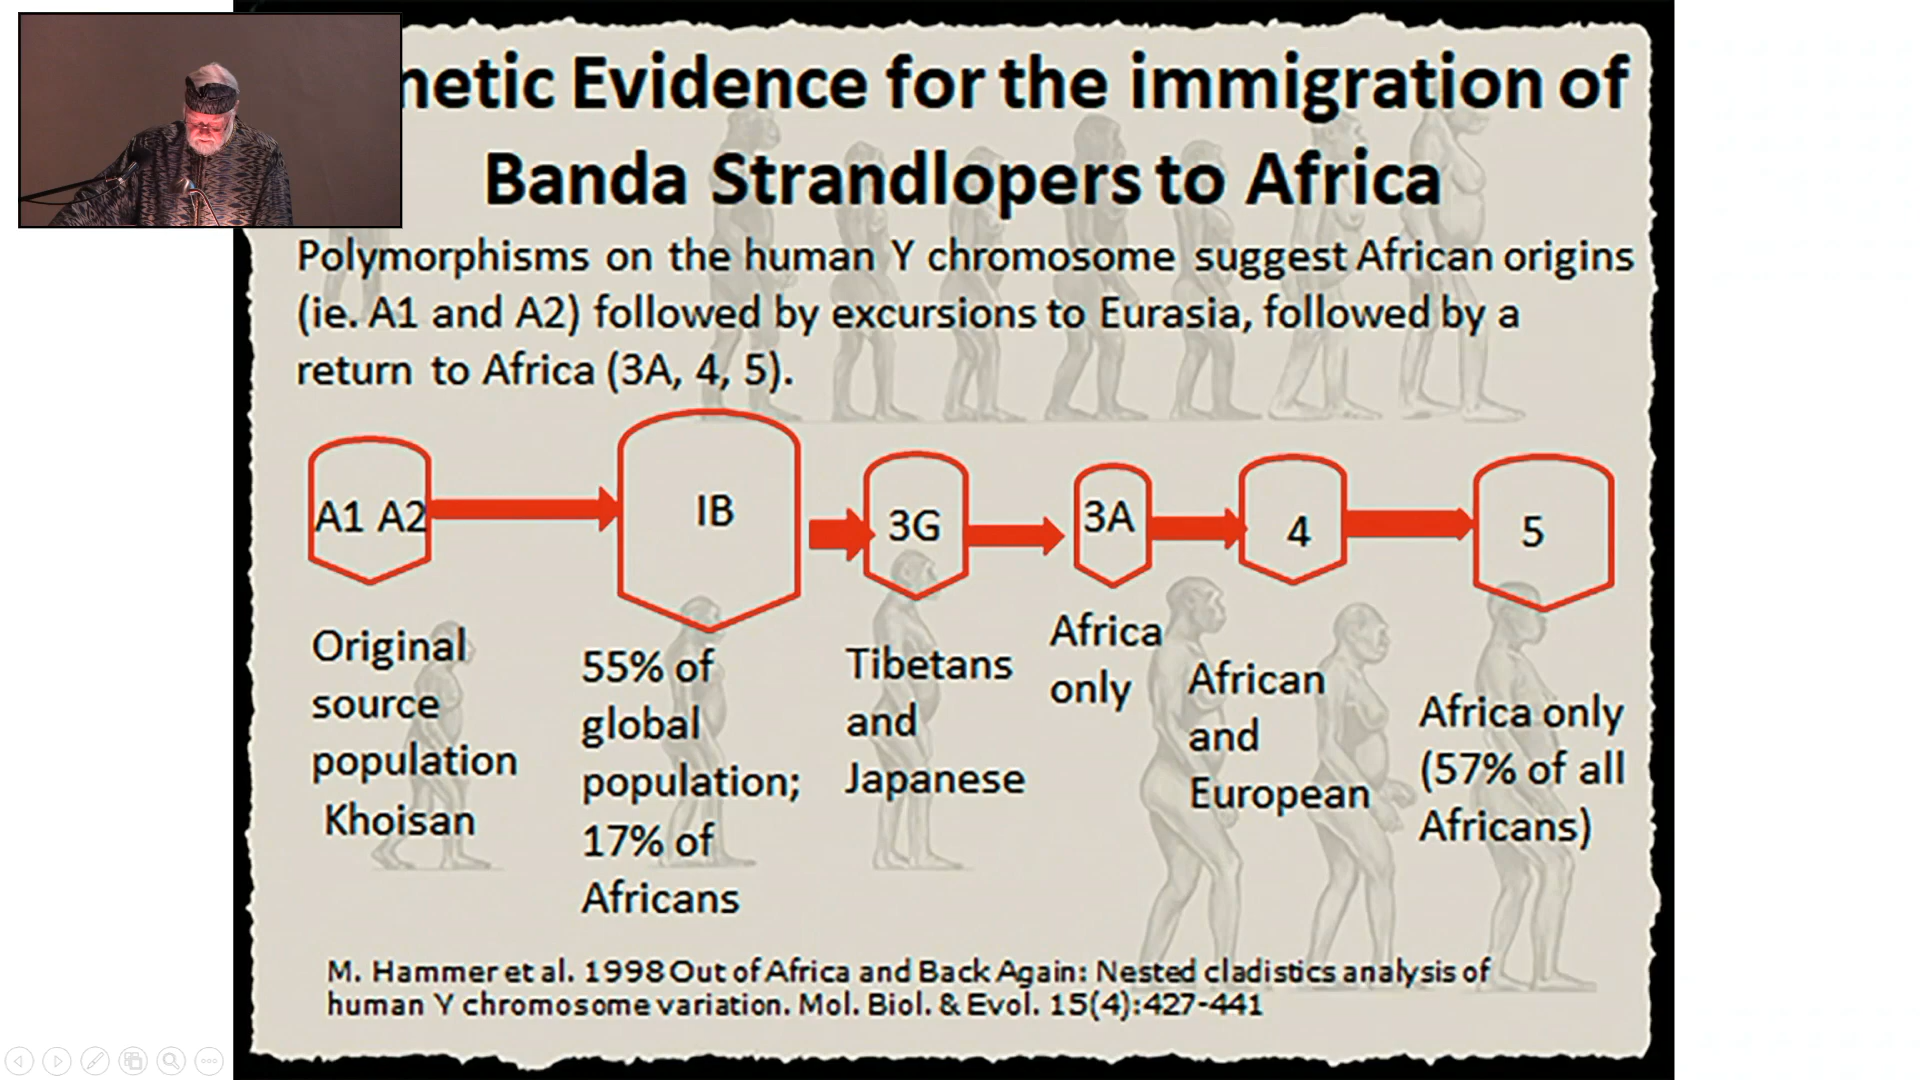 netic Evidence for the immigration of
Banda Strandlopers to Africa
Polymorphisms on the human Y chromosome suggest African origins
(ie. A1 and A2) followed by excursions to Eurasia, followed by a
return to Africa (3A, 4, 5).
A1 A2
IB
3G
3A
4
5
Original
source
population
Khoisan
55% of
global
population;
17% of
Africans
Tibetans
and
Japanese
Africa
only
African
and
European
Africa only
(57% of all
Africans)
M. Hammer et al. 1998 Out of Africa and Back Again: Nested cladistics analysis of
human Y chromosome variation. Mol. Biol. & Evol. 15(4):427-441